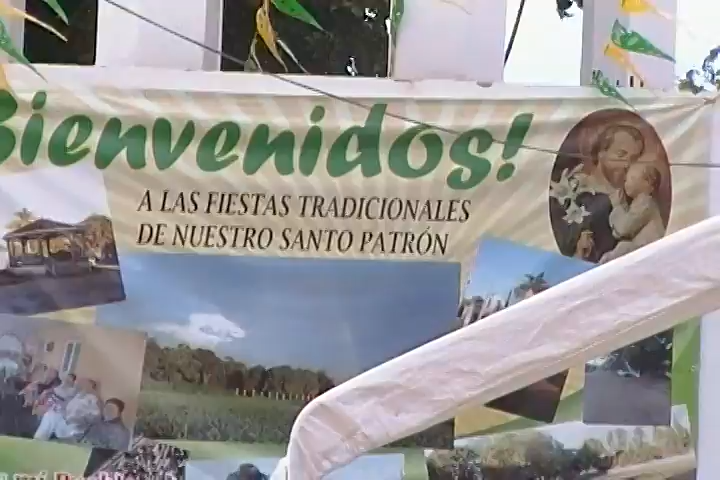 Bienvenidos!
A LAS FIESTAS TRADICIONALES
DE NUESTRO SANTO PATRÓN